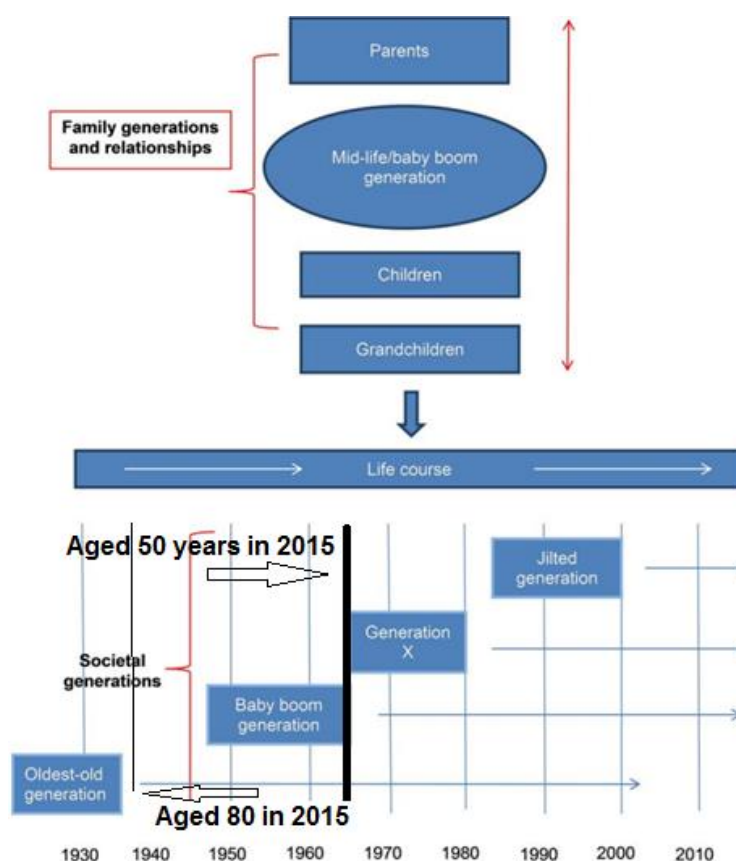 Parents
Family generations
and relationships
Mid-life/baby boom
generation
Children
Grandchildren
Life course
Aged 50 years in 2015
Jilted
generation
Generation
X
Societal
generations
Baby boom
generation
Oldest-old
generation
Aged 80 in 2015
1930 1940 1950 1960 1970 1980 1990 2000 2010